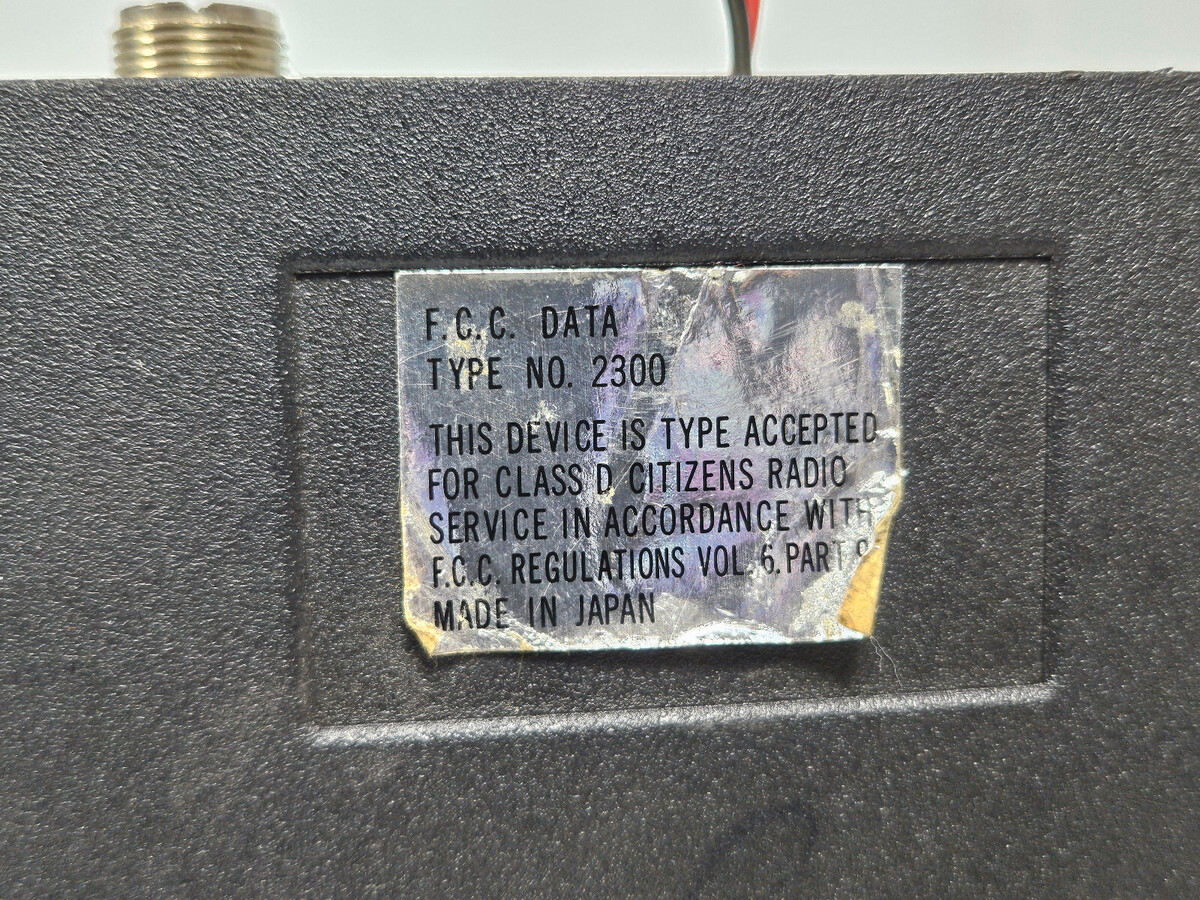 F.C.C. DATA
TYPE NO. 2300
THIS DEVICE IS TYPE ACCEPTED
FOR CLASS D CITIZENS RADIO
SERVICE IN ACCORDANCE WITH
F.C.C. REGULATIONS VOL. 6. PART
MADE IN JAPAN